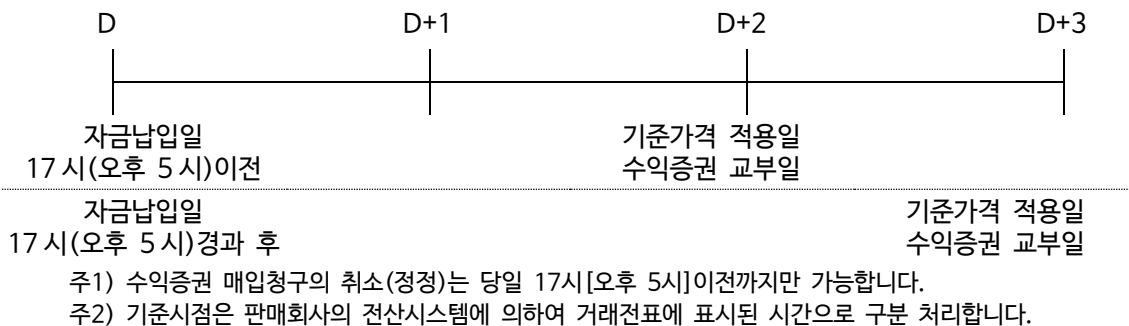 D D+1 D+2 D+3
자금납입일 기준가격 적용일
17시(오후 5시)이전 수익증권 교부일
자금납입일 기준가격 적용일
17시(오후 5시)경과 후 수익증권 교부일
주1) 수익증권 매입청구의 취소(정정)는 당일 17시[오후 5시]이전까지만 가능합니다.
주2) 기준시점은 판매회사의 전산시스템에 의하여 거래전표에 표시된 시간으로 구분 처리합니다.